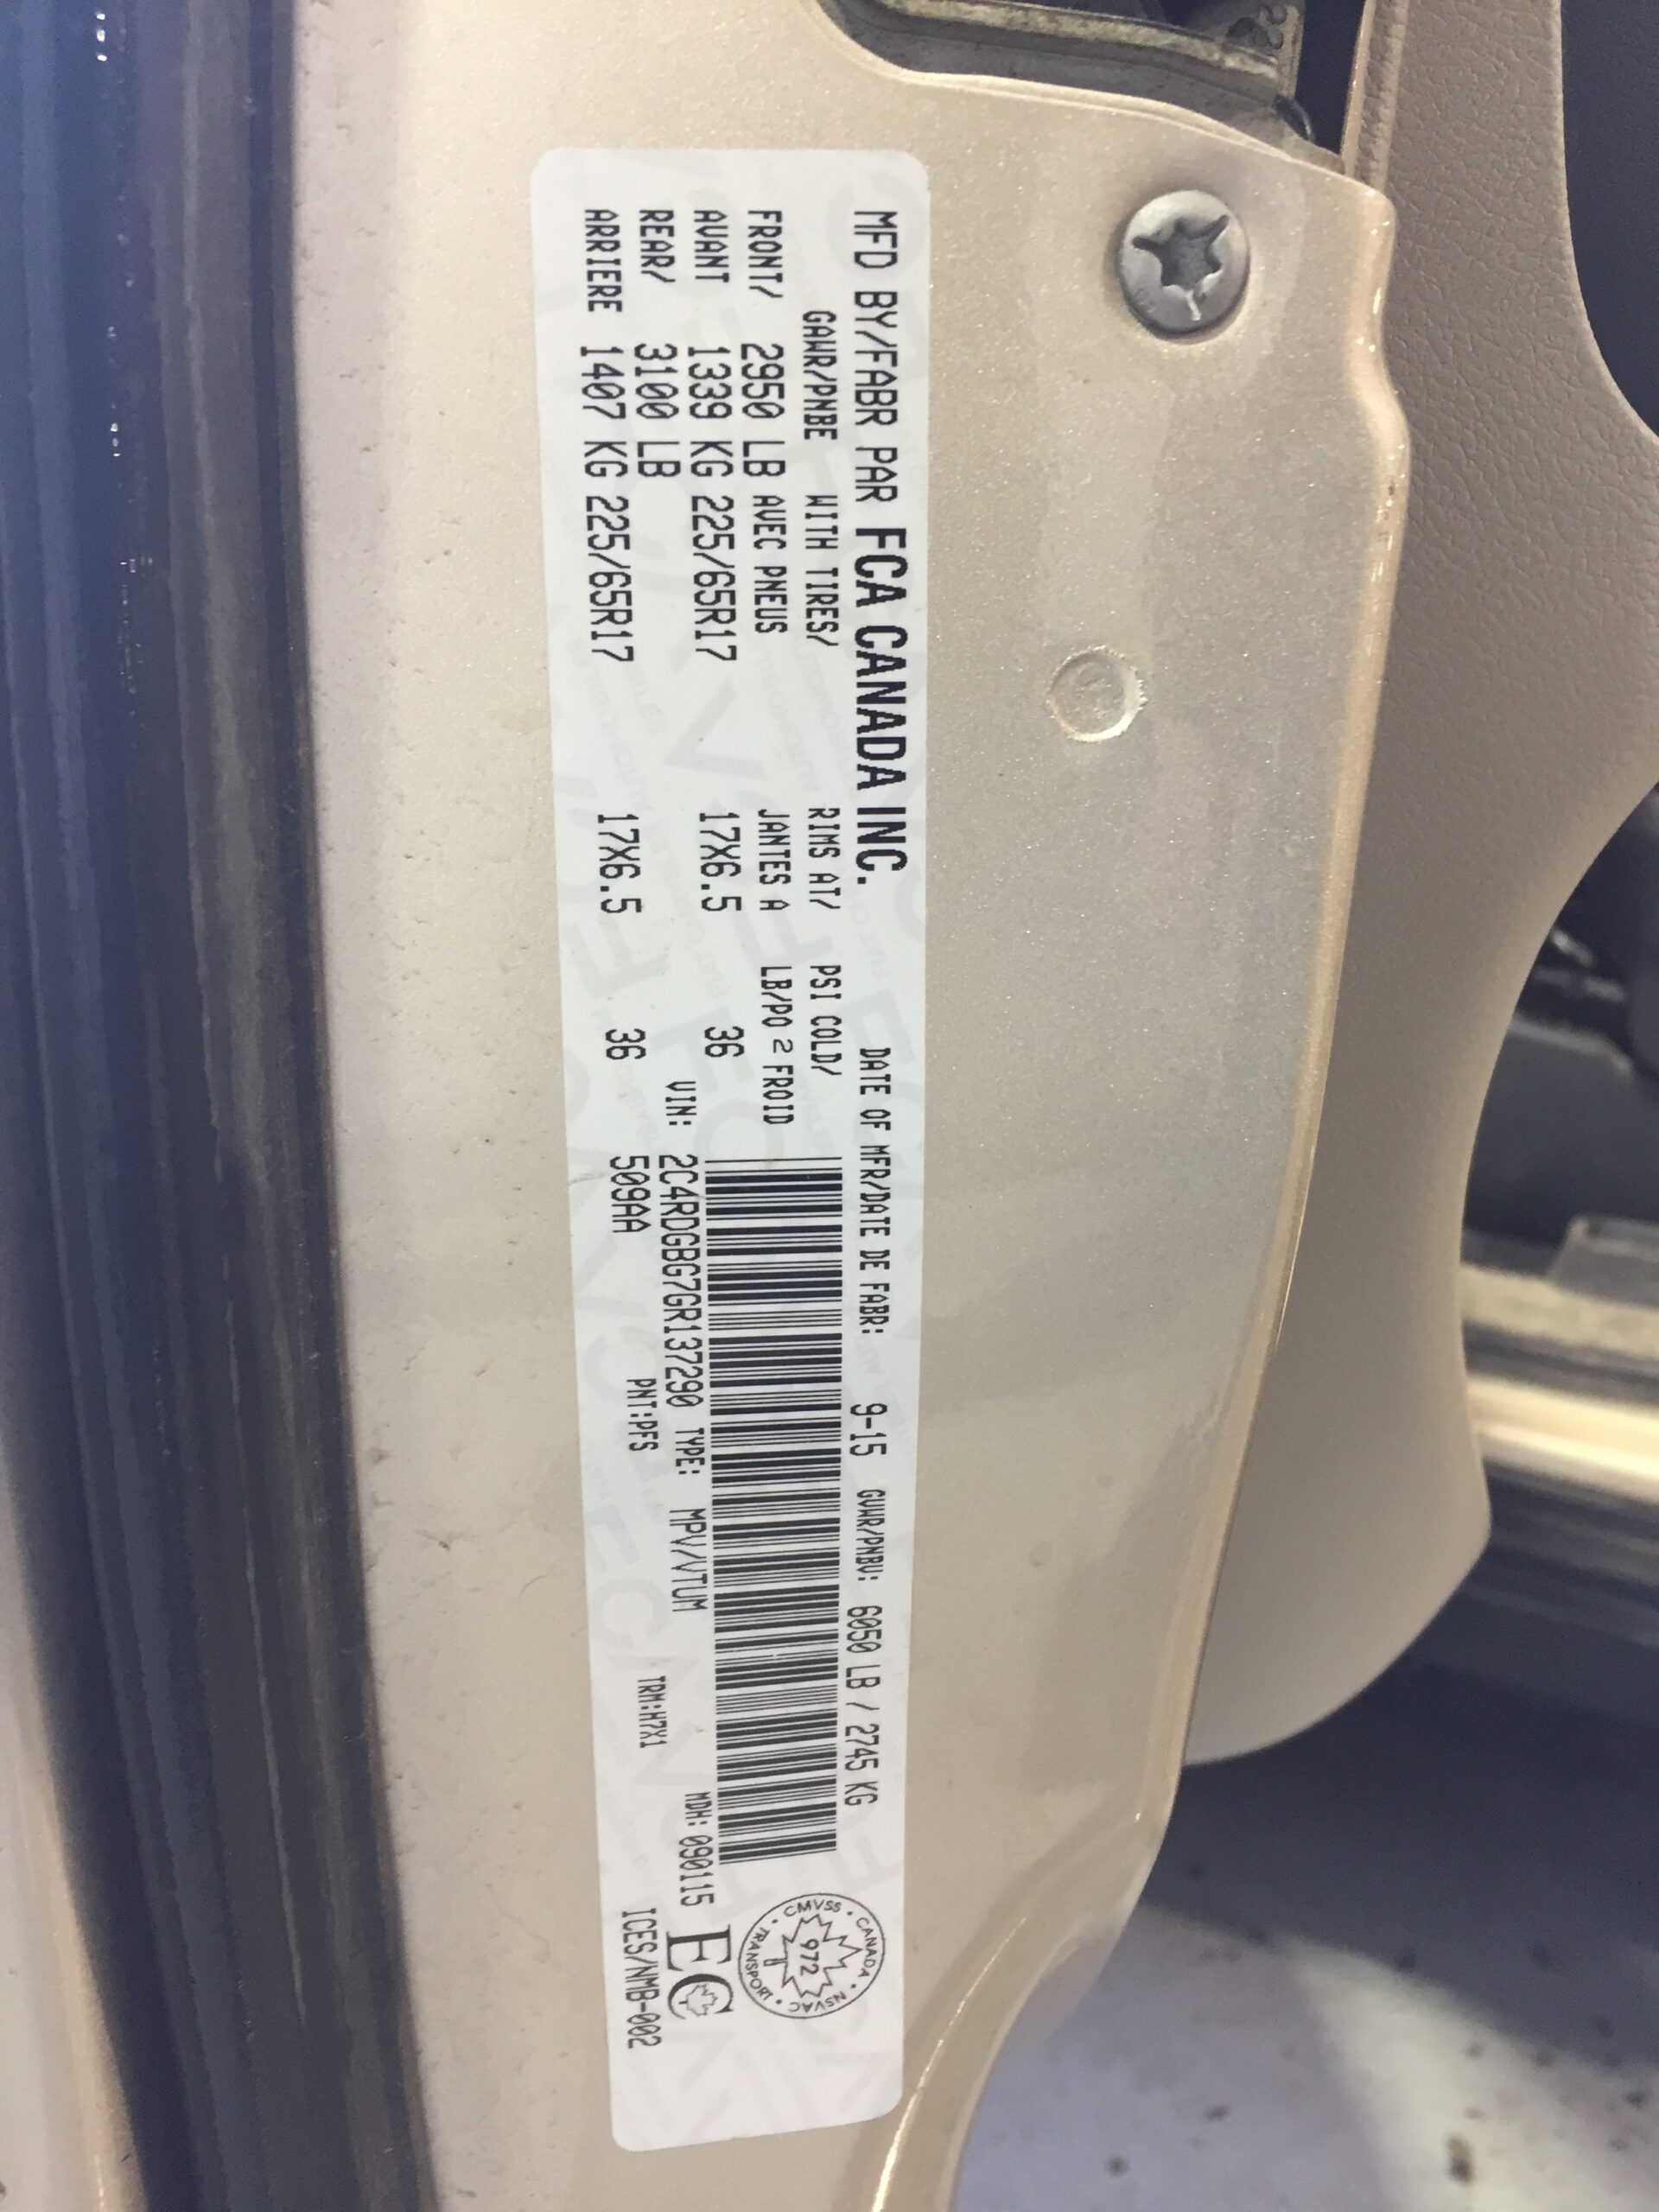 MFD BY/FABR PAR FCA CANADA INC. DATE OF MFR/DATE DE FABR: 9-15 GVWR/PNBV: 6050 LB / 2745 KG
GAWR/PNBE WITH TIRES/ RIMS AT/ PSI COLD/
FRONT/ 2950 LB AVEC PNEUS JANTES A LB/PO 2 FROID
AVANT 1339 KG 225/65R17 17X6.5 36
REAR/ 3100 LB VIN: 2C4RDGBG7GR137290 TYPE: MPV/VTUM MDH: 090115
ARRIERE 1407 KG 225/65R17 17X6.5 36 509AA PNT:PFS TRM:H7X1 ICES/NMB-002
CMVSS • CANADA • NSVAC • TRANSPORT •
972
EC